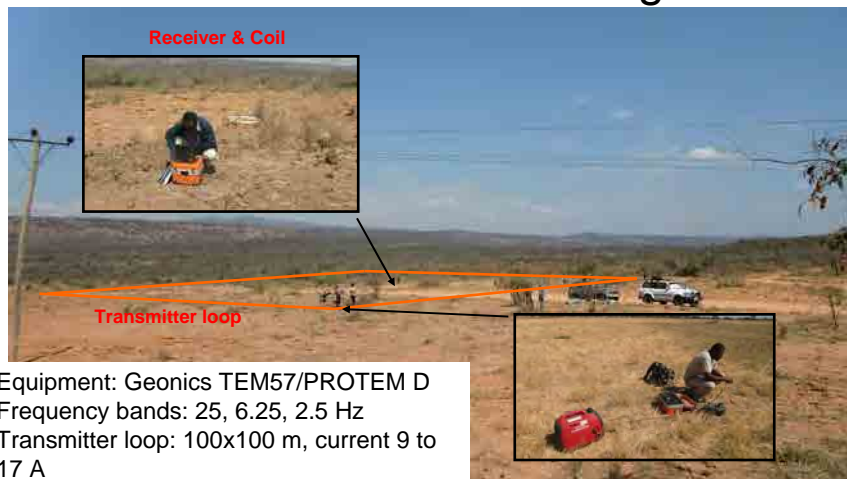 Receiver & Coil
Transmitter loop
Equipment: Geonics TEM57/PROTEM D
Frequency bands: 25, 6.25, 2.5 Hz
Transmitter loop: 100x100 m, current 9 to
17 A